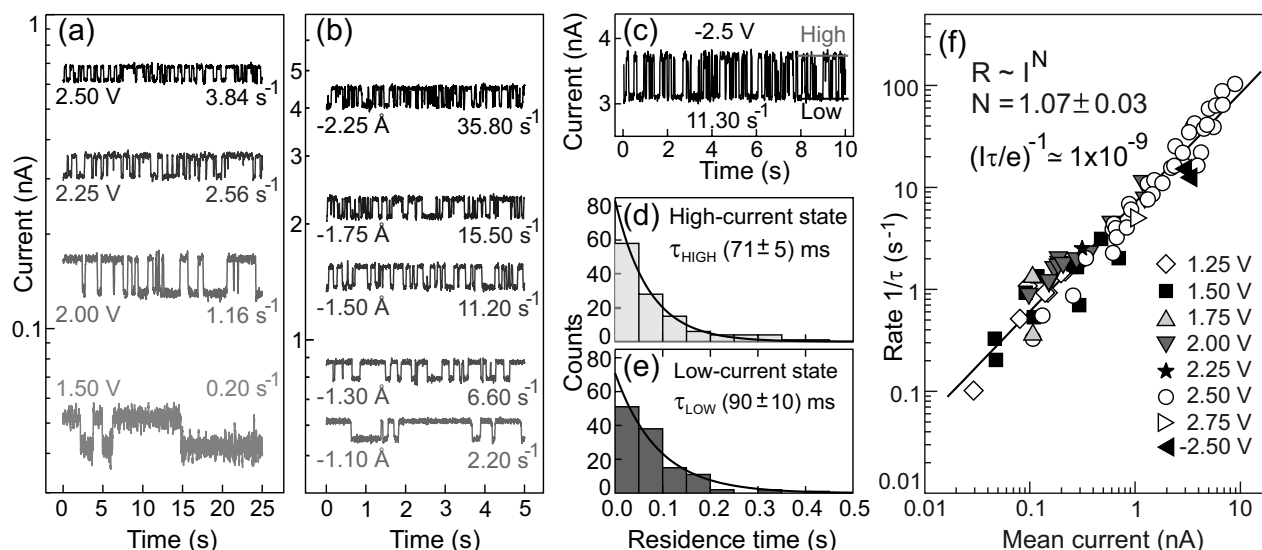 (a)
Current (nA)
1
0.1
2.50 V 3.84 s⁻¹
2.25 V 2.56 s⁻¹
2.00 V 1.16 s⁻¹
1.50 V 0.20 s⁻¹
0 5 10 15 20 25
Time (s)
(b)
5
4
3
2
1
-2.25 Å 35.80 s⁻¹
-1.75 Å 15.50 s⁻¹
-1.50 Å 11.20 s⁻¹
-1.30 Å 6.60 s⁻¹
-1.10 Å 2.20 s⁻¹
0 1 2 3 4 5
Time (s)
(c)
Current (nA)
4
3
-2.5 V
High
Low
11.30 s⁻¹
0 2 4 6 8 10
Time (s)
Counts
(d)
80
60
40
20
0
High-current state
τHIGH (71±5) ms
(e)
80
60
40
20
0
Low-current state
τLOW (90±10) ms
0.0 0.1 0.2 0.3 0.4 0.5
Residence time (s)
(f)
Rate 1/τ (s⁻¹)
100
10
1
0.1
0.01
R ~ I^N
N = 1.07±0.03
(Iτ/e)⁻¹ ≃ 1x10⁻⁹
1.25 V
1.50 V
1.75 V
2.00 V
2.25 V
2.50 V
2.75 V
-2.50 V
0.01 0.1 1 10
Mean current (nA)